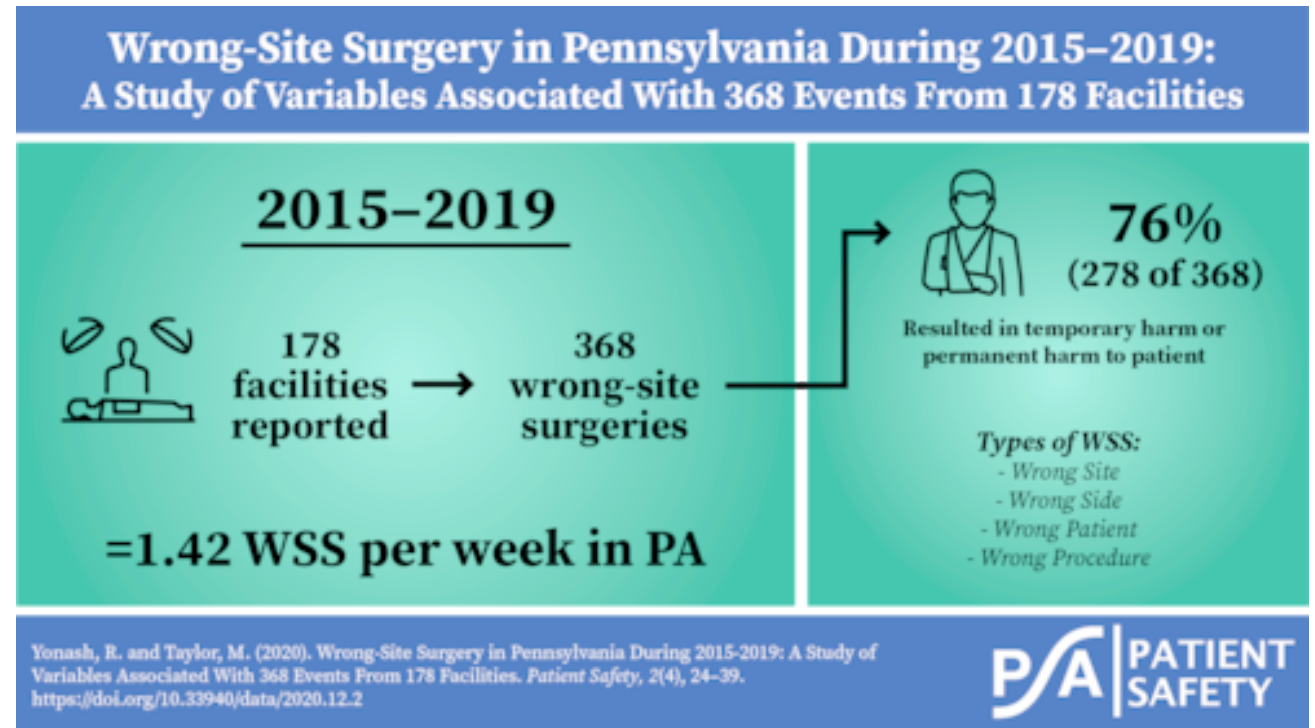 Wrong-Site Surgery in Pennsylvania During 2015–2019:
A Study of Variables Associated With 368 Events From 178 Facilities
2015–2019
178
facilities
reported
368
wrong-site
surgeries
=1.42 WSS per week in PA
76%
(278 of 368)
Resulted in temporary harm or
permanent harm to patient
Types of WSS:
- Wrong Site
- Wrong Side
- Wrong Patient
- Wrong Procedure
Yonash, R. and Taylor, M. (2020). Wrong-Site Surgery in Pennsylvania During 2015-2019: A Study of
Variables Associated With 368 Events From 178 Facilities. Patient Safety, 2(4), 24–39.
https://doi.org/10.33940/data/2020.12.2
PSA
PATIENT
SAFETY